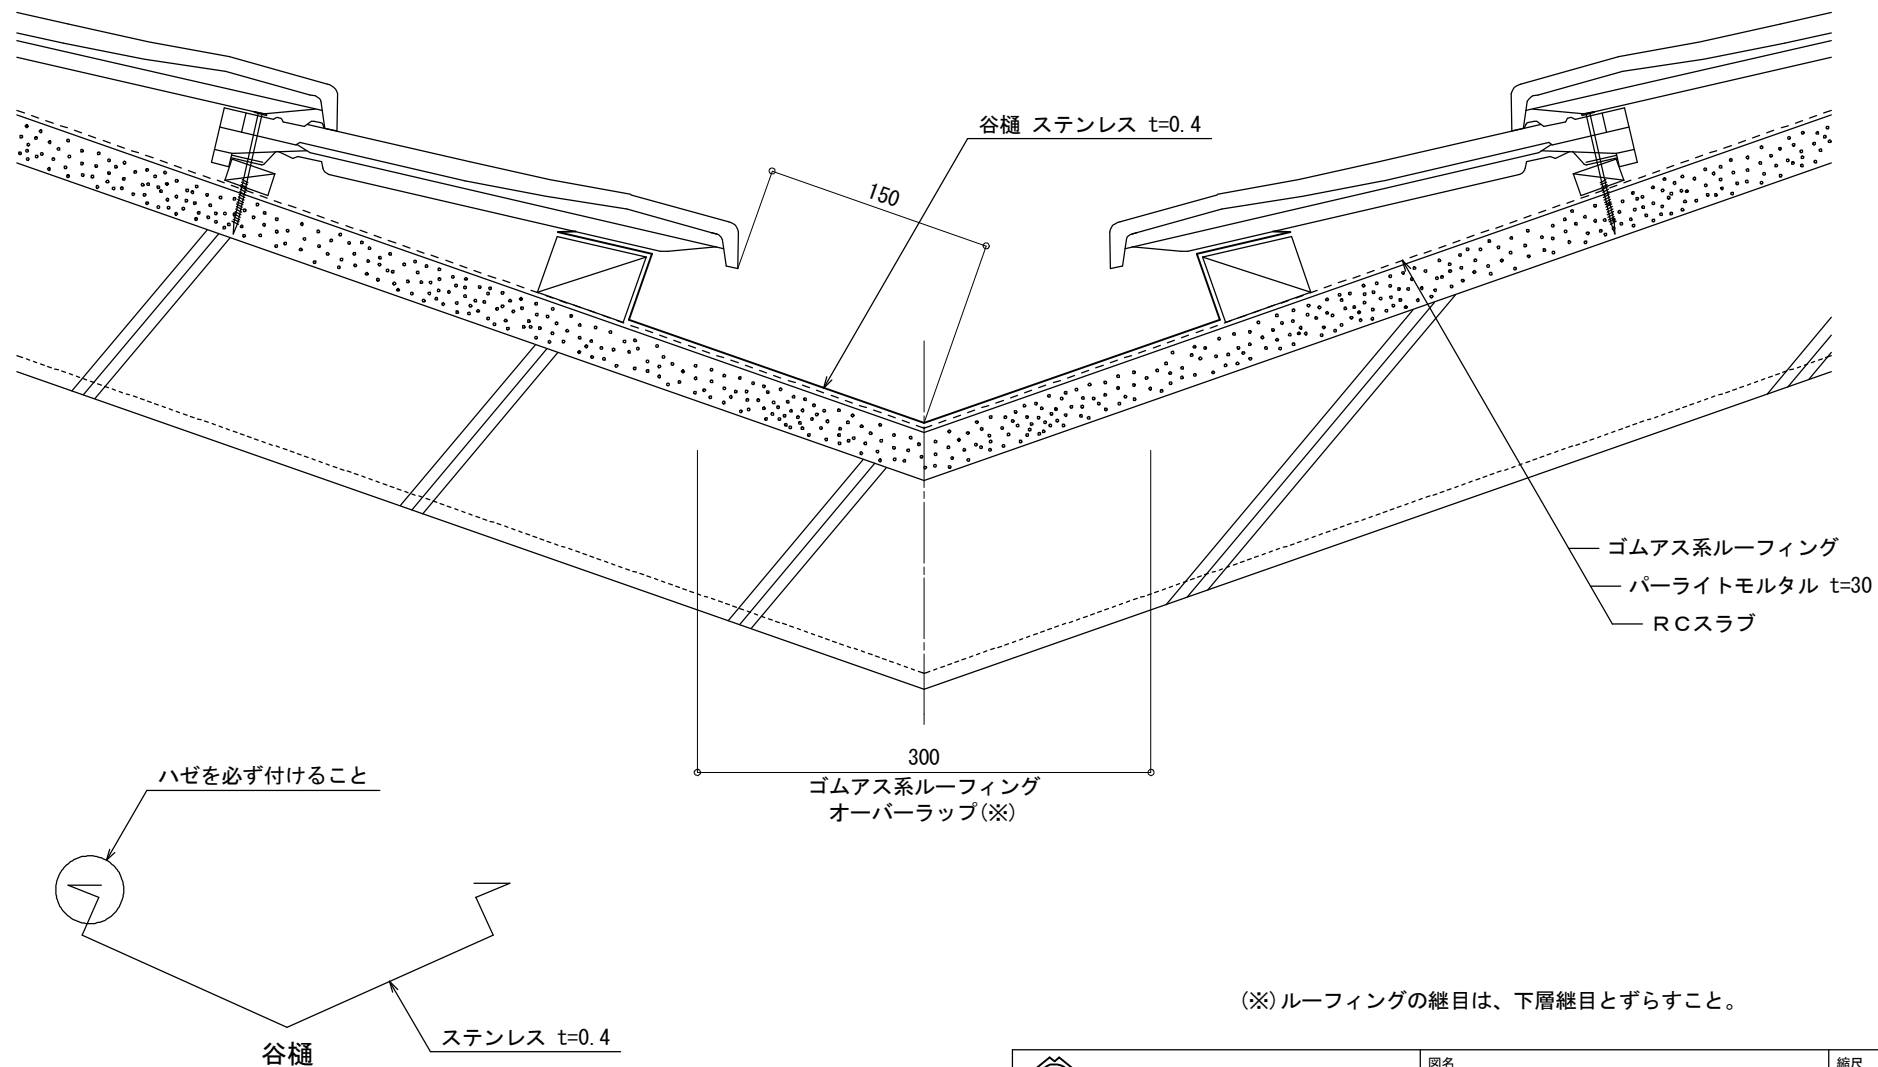 谷樋 ステンレス t=0.4
150
ゴムアス系ルーフィング
パーライトモルタル t=30
ＲＣスラブ
300
ゴムアス系ルーフィング
オーバーラップ(※)
ハゼを必ず付けること
(※)ルーフィングの継目は、下層継目とずらすこと。
ステンレス t=0.4
谷樋
図名
縮尺